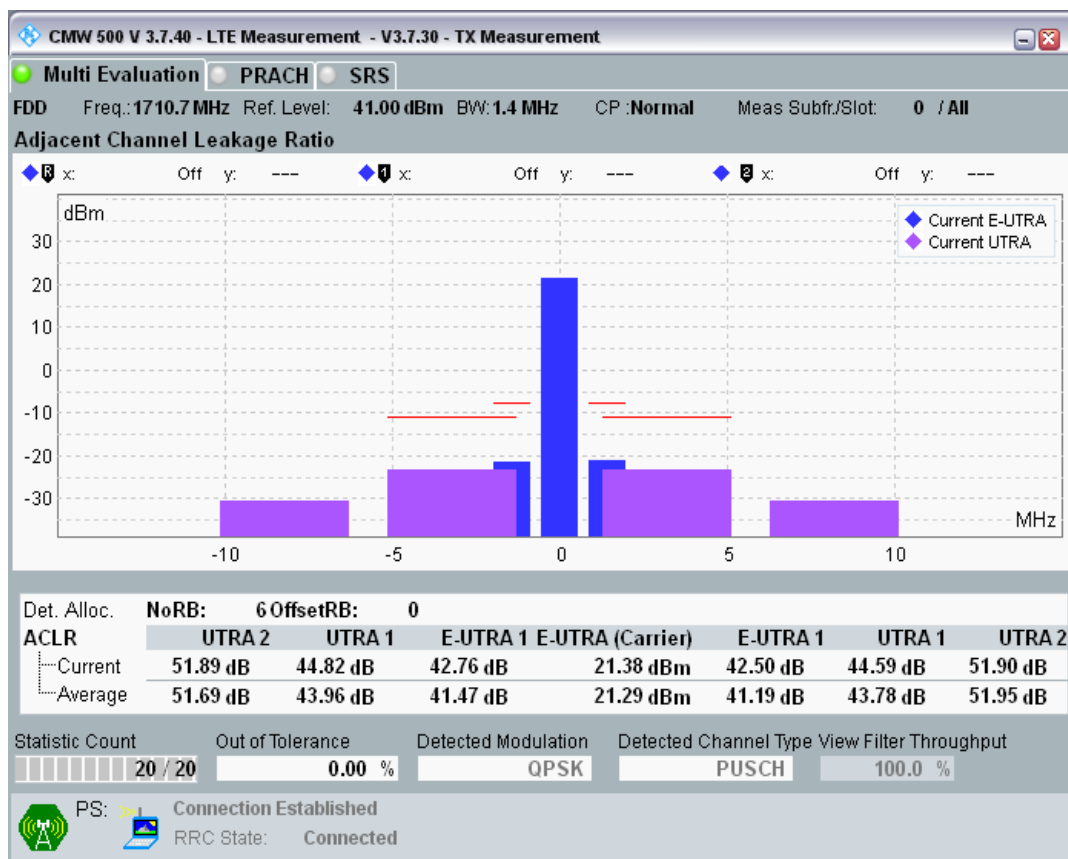 CMW 500 V 3.7.40 - LTE Measurement - V3.7.30 - TX Measurement
Multi Evaluation PRACH SRS
FDD Freq.: 1710.7 MHz Ref. Level: 41.00 dBm BW: 1.4 MHz CP :Normal Meas Subfr./Slot: 0 / All
Adjacent Channel Leakage Ratio
R x: Off y: --- 1 x: Off y: --- 2 x: Off y: ---
dBm
Current E-UTRA
Current UTRA
30
20
10
0
-10
-20
-30
MHz
-10 -5 0 5 10
Det. Alloc. NoRB: 6 OffsetRB: 0
ACLR UTRA 2 UTRA 1 E-UTRA 1 E-UTRA (Carrier) E-UTRA 1 UTRA 1 UTRA 2
Current 51.89 dB 44.82 dB 42.76 dB 21.38 dBm 42.50 dB 44.59 dB 51.90 dB
Average 51.69 dB 43.96 dB 41.47 dB 21.29 dBm 41.19 dB 43.78 dB 51.95 dB
Statistic Count Out of Tolerance Detected Modulation Detected Channel Type View Filter Throughput
20 / 20 0.00 % QPSK PUSCH 100.0 %
PS: Connection Established
RRC State: Connected